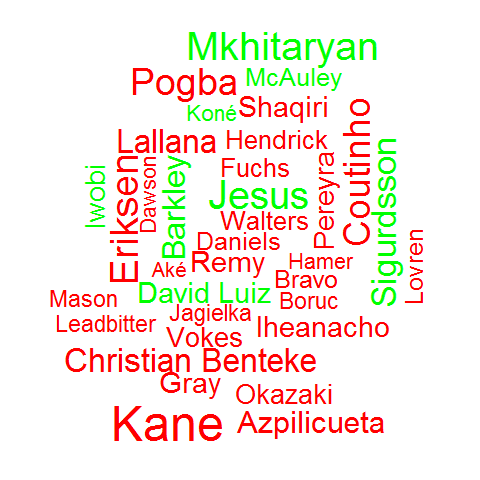 Mkhitaryan
Pogba
McAuley
Koné
Shaqiri
Lallana
Hendrick
Coutinho
Iwobi
Eriksen
Dawson
Barkley
Fuchs
Jesus
Pereyra
Sigurdsson
Walters
Daniels
Lovren
Aké
Remy
Hamer
Bravo
Mason
David Luiz
Boruc
Leadbitter
Jagielka
Vokes
Iheanacho
Christian Benteke
Gray
Okazaki
Kane
Azpilicueta